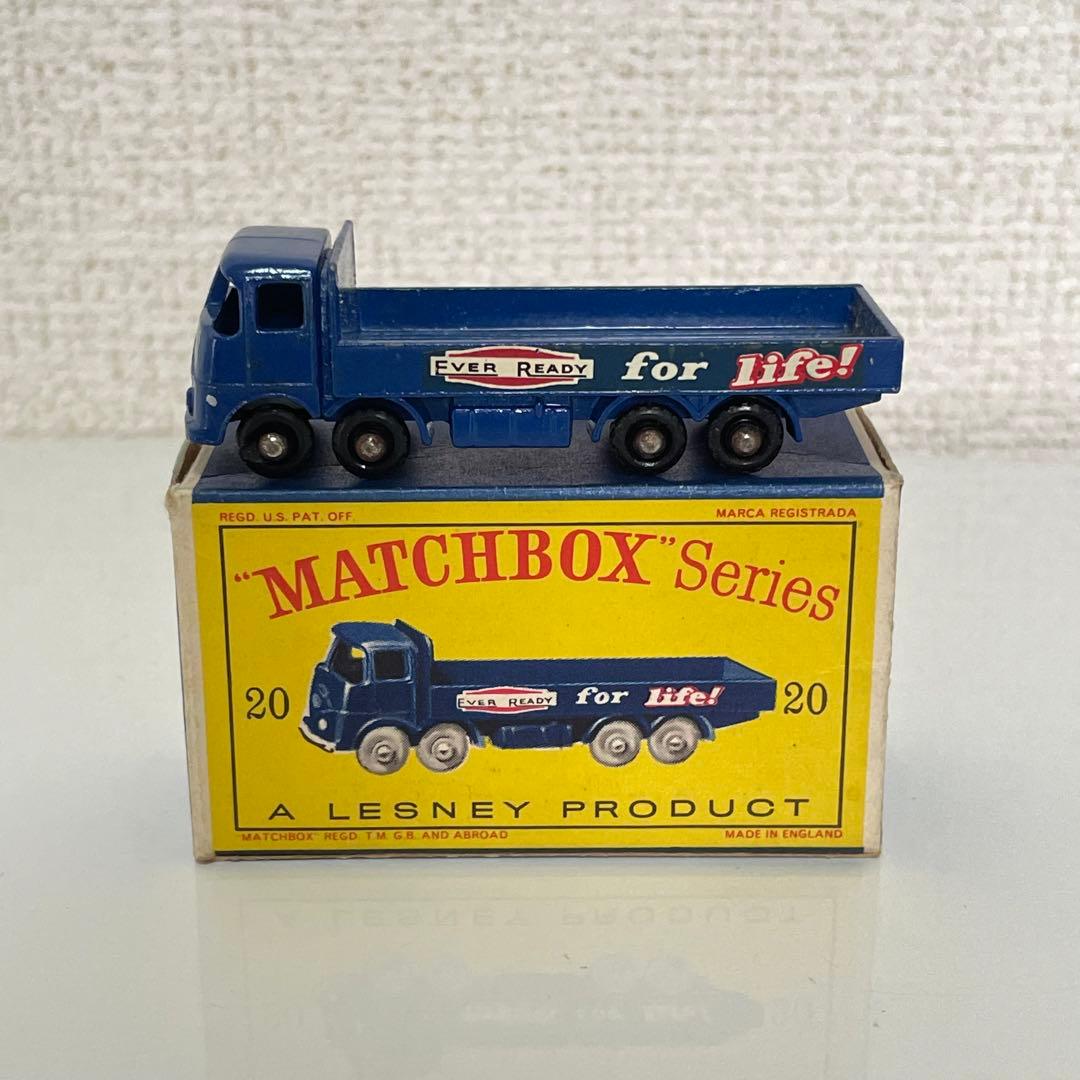 EVER READY for life!
REGD. U.S. PAT. OFF.
MARCA REGISTRADA
"MATCHBOX" Series
20
EVER READY for life!
20
A LESNEY PRODUCT
"MATCHBOX" REGD. T.M. G.B. AND ABROAD
MADE IN ENGLAND